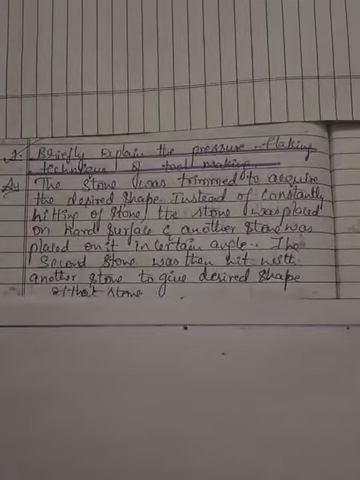 1. Briefly Explain the pressure flaking
technique of tool making.
Ans The stone was trimmed to acquire
the desired shape. Instead of constantly
hitting of stone, the stone was placed
on hard surface & another stone was
placed on it in certain angle. The
second stone was then hit with
another stone to give desired shape
of that stone